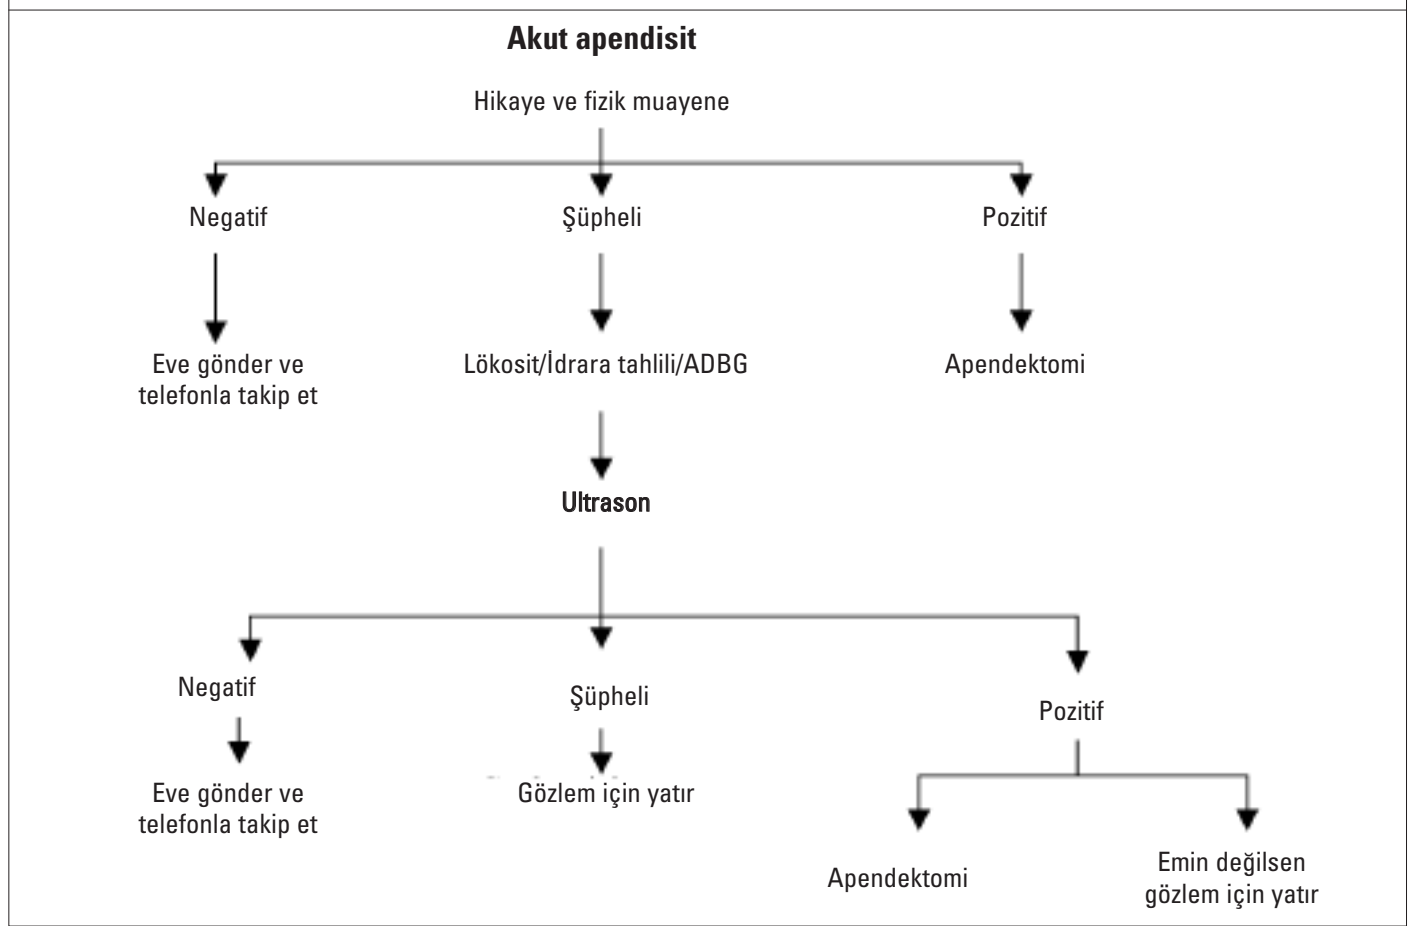 Akut apendisit
Hikaye ve fizik muayene
Negatif
Şüpheli
Pozitif
Eve gönder ve
telefonla takip et
Lökosit/İdrara tahlili/ADBG
Apendektomi
Ultrason
Negatif
Şüpheli
Pozitif
Eve gönder ve
telefonla takip et
Gözlem için yatır
Apendektomi
Emin değilsen
gözlem için yatır